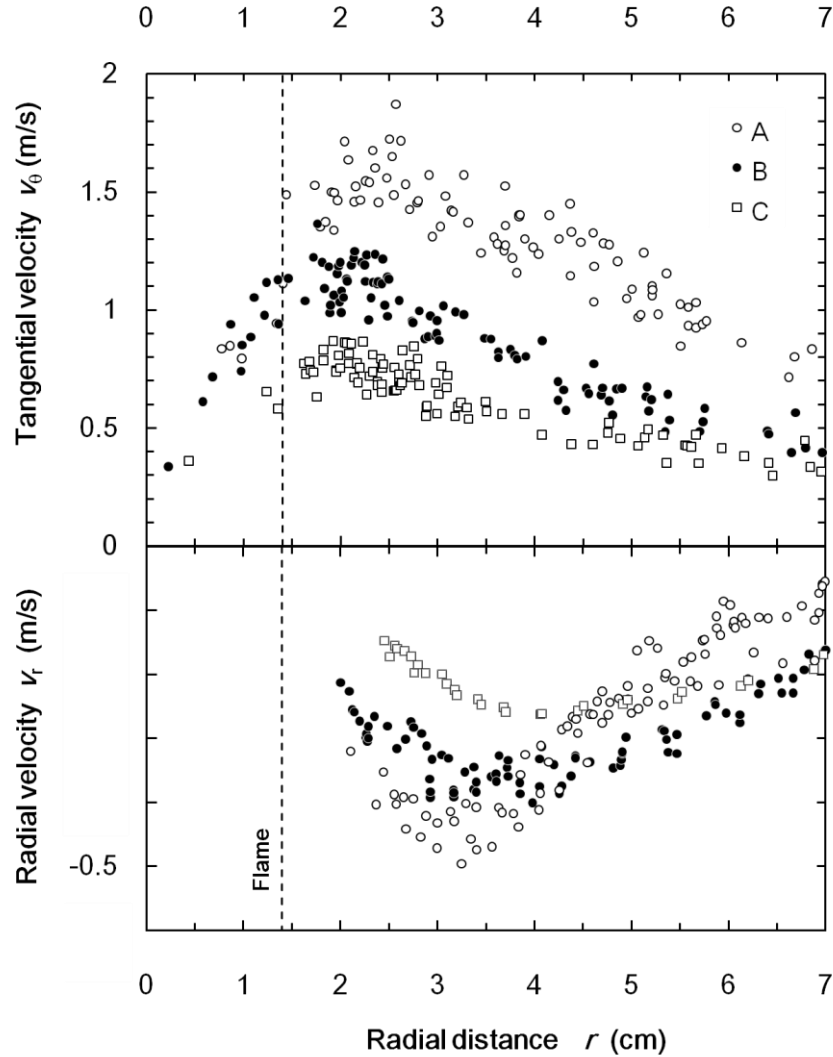 0 1 2 3 4 5 6 7
2
1.5
1
0.5
0
Tangential velocity vθ (m/s)
A
B
C
-0.5
Radial velocity vr (m/s)
Flame
0 1 2 3 4 5 6 7
Radial distance r (cm)